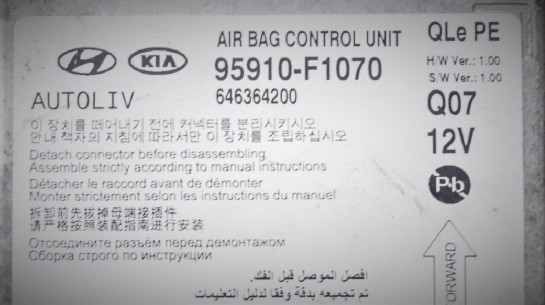 QLe PE
AIR BAG CONTROL UNIT
KIA
95910-F1070
H/W Ver.: 1.00
S/W Ver.: 1.00
AUTOLIV
646364200
Q07
이 장치를 떼어내기 전에 커넥터를 분리시키시오
안내 책자의 지침에 따라서만 이 장치를 조립하십시오
12V
Detach connector before disassembling
Assemble strictly according to manual instructions
Détacher le raccord avant de démonter
Monter strictement selon les instructions du manuel
Pb
拆卸前先拔掉母端接插件
请严格按照装配指南进行安装
Отсоедините разъём перед демонтажом
Сборка строго по инструкции
افصل الموصل قبل الفك.
تم تجميعه بدقة وفقا لدليل التعليمات
FORWARD